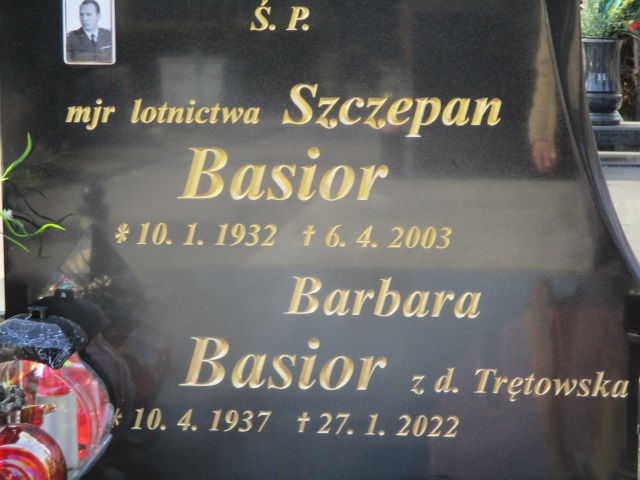 Ś. P.
mjr lotnictwa Szczepan
Basior
* 10. 1. 1932 † 6. 4. 2003
Barbara
Basior z d. Trętowska
* 10. 4. 1937 † 27. 1. 2022